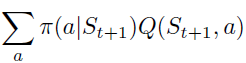 ∑_a π(a|S_{t+1})Q(S_{t+1}, a)